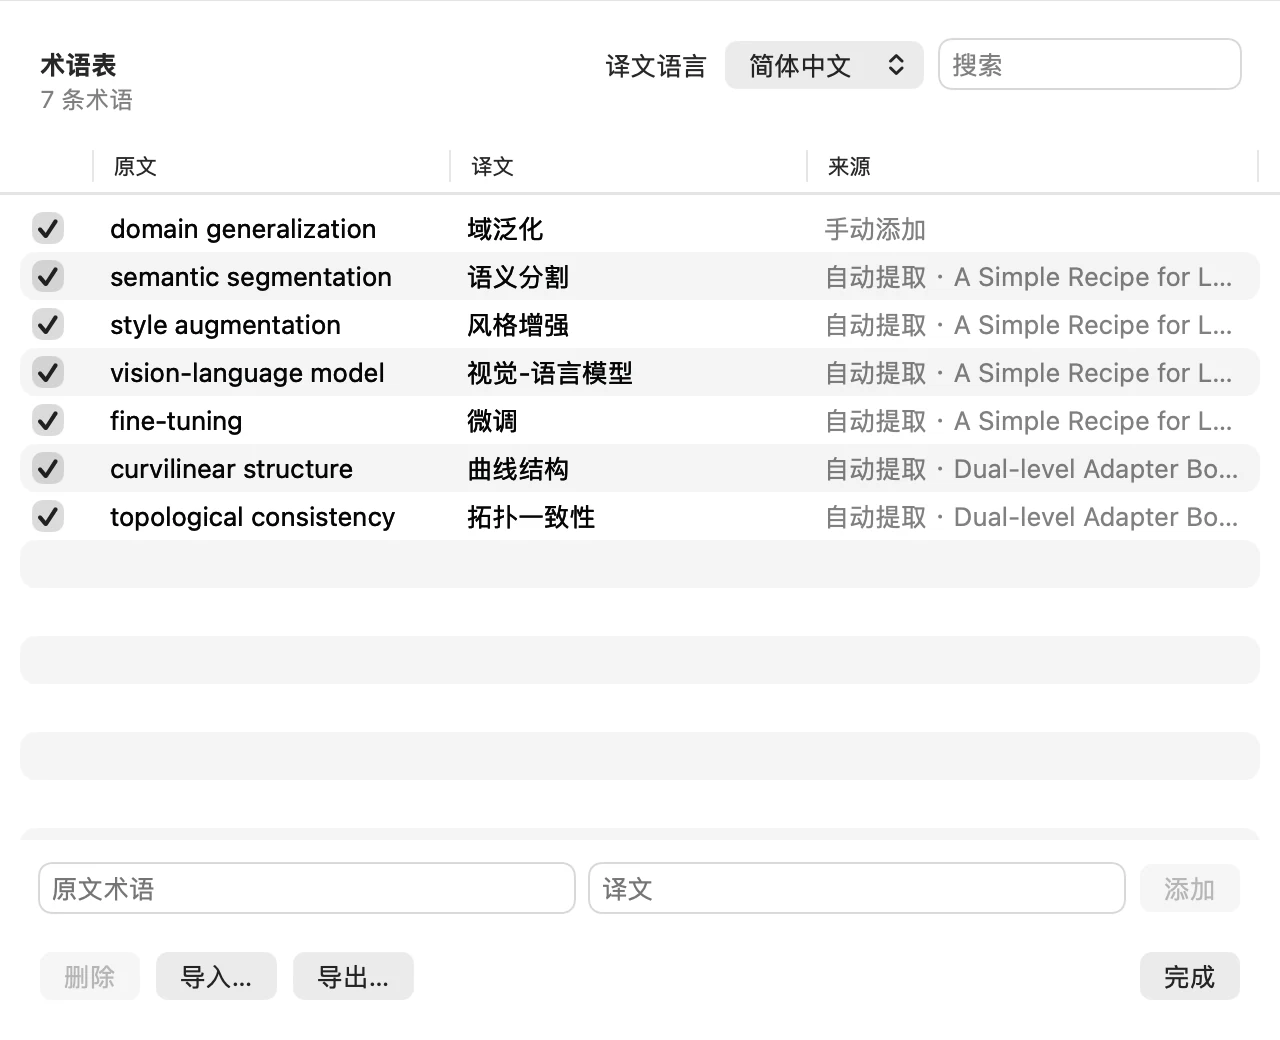 术语表
7 条术语
译文语言 简体中文 搜索
原文 译文 来源
domain generalization 域泛化 手动添加
semantic segmentation 语义分割 自动提取 · A Simple Recipe for L...
style augmentation 风格增强 自动提取 · A Simple Recipe for L...
vision-language model 视觉-语言模型 自动提取 · A Simple Recipe for L...
fine-tuning 微调 自动提取 · A Simple Recipe for L...
curvilinear structure 曲线结构 自动提取 · Dual-level Adapter Bo...
topological consistency 拓扑一致性 自动提取 · Dual-level Adapter Bo...
原文术语 译文 添加
删除 导入... 导出... 完成